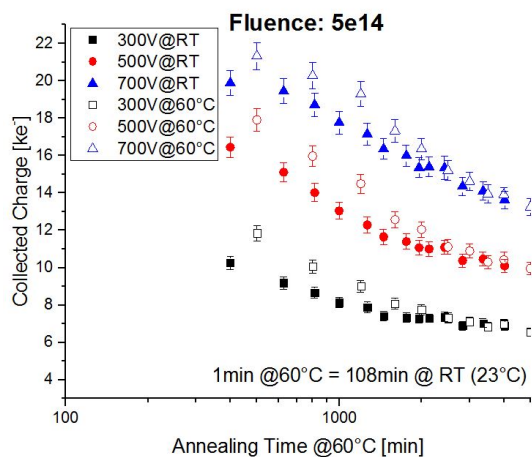 Fluence: 5e14
22
20
18
16
14
12
10
8
6
4
Collected Charge [ke⁻]
300V@RT
500V@RT
700V@RT
300V@60°C
500V@60°C
700V@60°C
1min @60°C = 108min @ RT (23°C)
100
1000
Annealing Time @60°C [min]